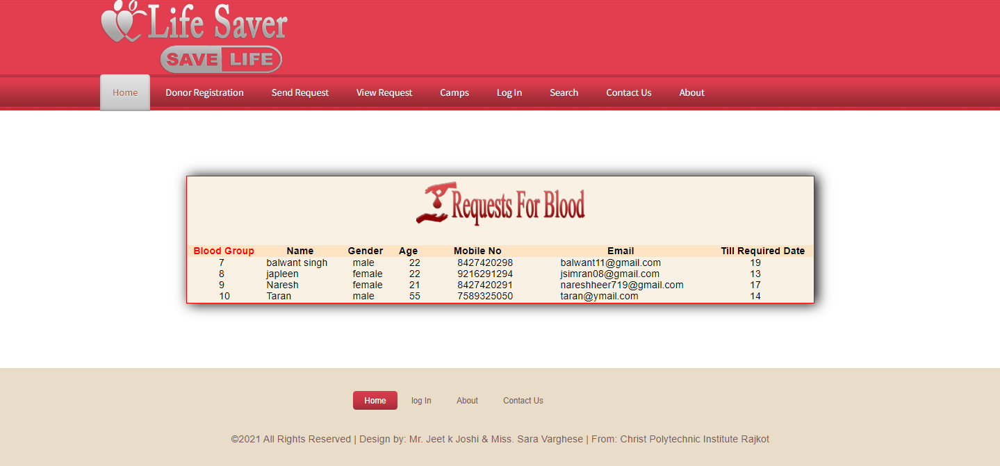 Life Saver
SAVE LIFE
Home Donor Registration Send Request View Request Camps Log In Search Contact Us About
Requests For Blood
Blood Group Name Gender Age Mobile No Email Till Required Date
7 balwant singh male 22 8427420298 balwant11@gmail.com 19
8 japleen female 22 9216291294 jsimran08@gmail.com 13
9 Naresh female 21 8427420291 nareshheer719@gmail.com 17
10 Taran male 55 7589325050 taran@ymail.com 14
Home log In About Contact Us
©2021 All Rights Reserved | Design by: Mr. Jeet k Joshi & Miss. Sara Varghese | From: Christ Polytechnic Institute Rajkot